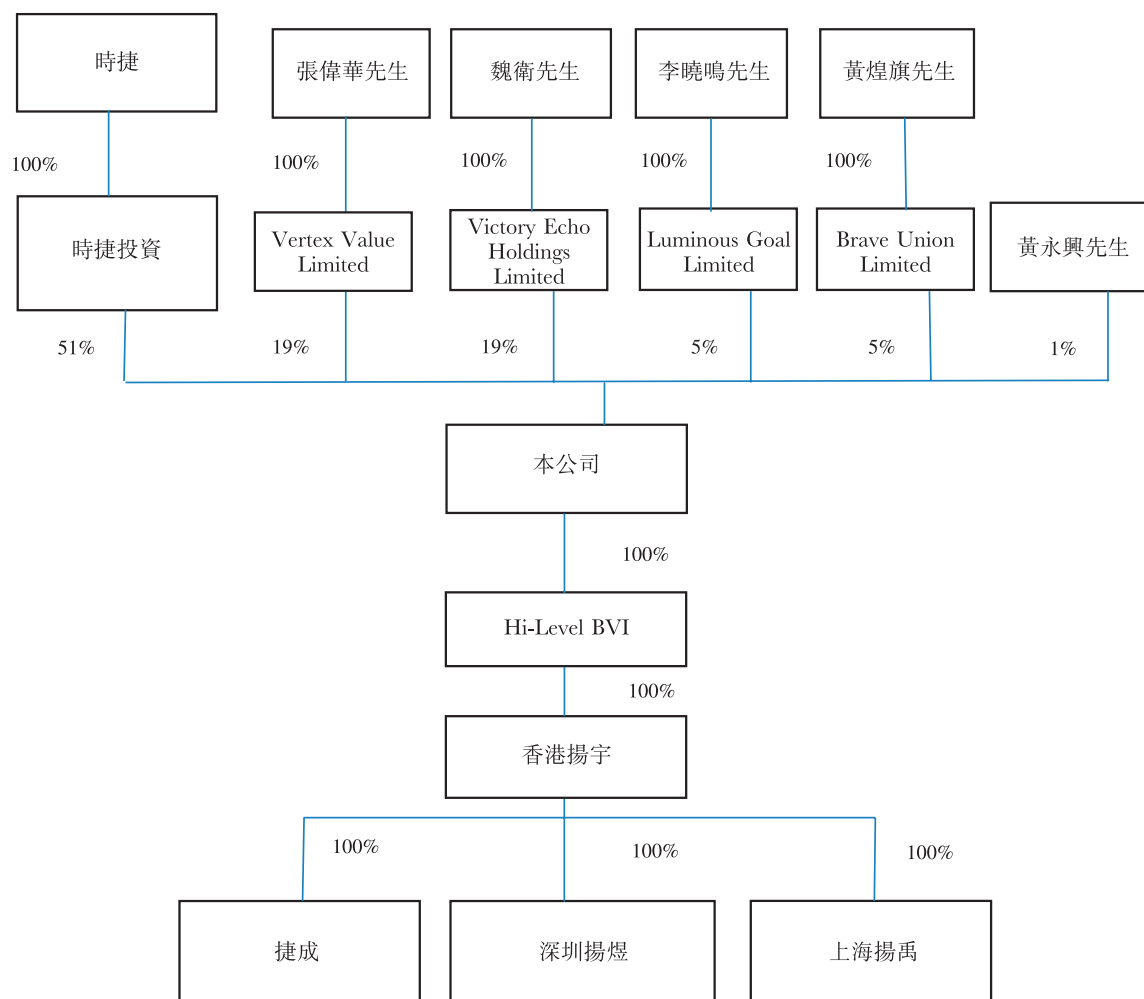 時捷
張偉華先生
魏衛先生
李曉鳴先生
黃煌旗先生
100%
100%
100%
100%
100%
時捷投資
Vertex Value
Limited
Victory Echo
Holdings
Limited
Luminous Goal
Limited
Brave Union
Limited
黃永興先生
51%
19%
19%
5%
5%
1%
本公司
100%
Hi-Level BVI
100%
香港揚宇
100%
100%
100%
捷成
深圳揚煜
上海揚禹